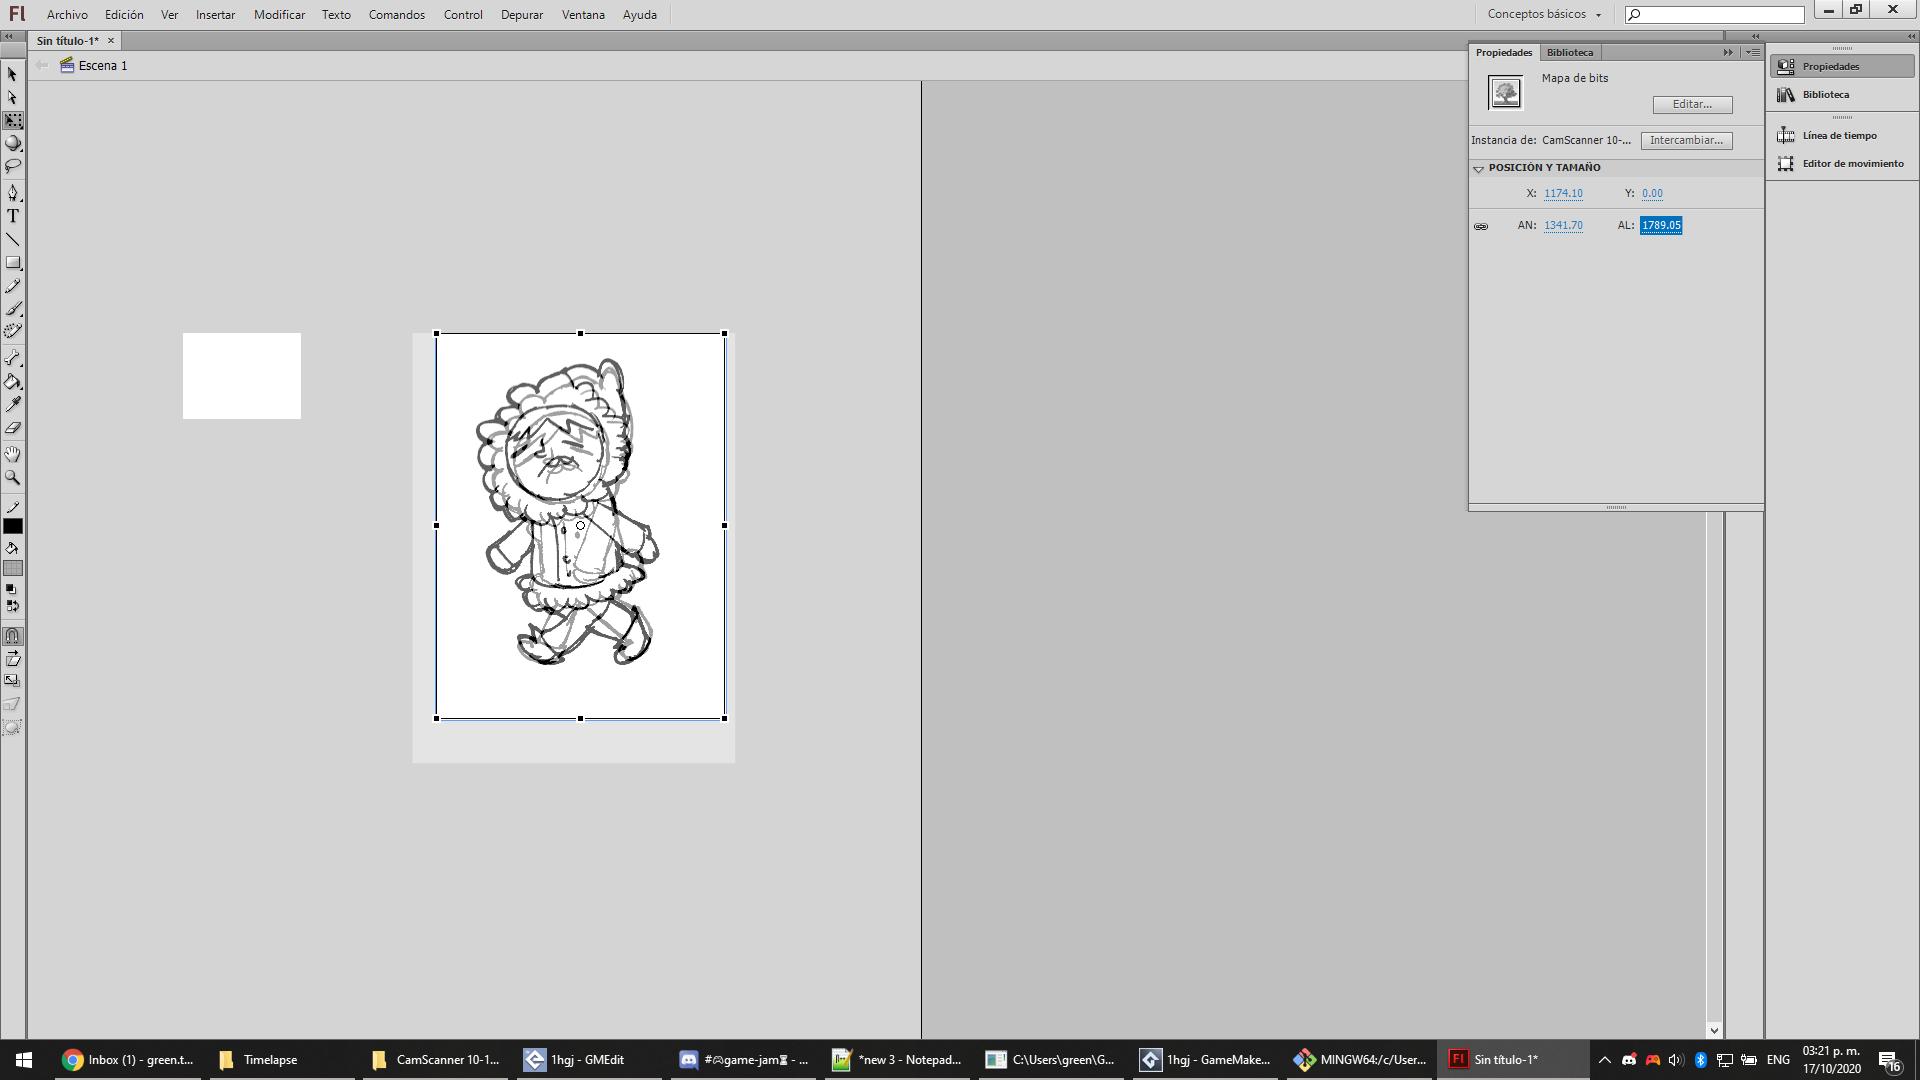 Fl Archivo Edición Ver Insertar Modificar Texto Comandos Control Depurar Ventana Ayuda Conceptos básicos
Sin título-1*
Escena 1
Propiedades Biblioteca
Mapa de bits
Editar...
Instancia de: CamScanner 10-... Intercambiar...
POSICIÓN Y TAMAÑO
X: 1174.10 Y: 0.00
AN: 1341.70 AL: 1789.05
Propiedades
Biblioteca
Línea de tiempo
Editor de movimiento
T
Inbox (1) - green.t... Timelapse CamScanner 10-1... 1hgj - GMEdit #🎮game-jam⏳ - ... *new 3 - Notepad... C:\Users\green\G... 1hgj - GameMake... MINGW64:/c/User... Fl Sin título-1* ENG
03:21 p. m.
17/10/2020
16